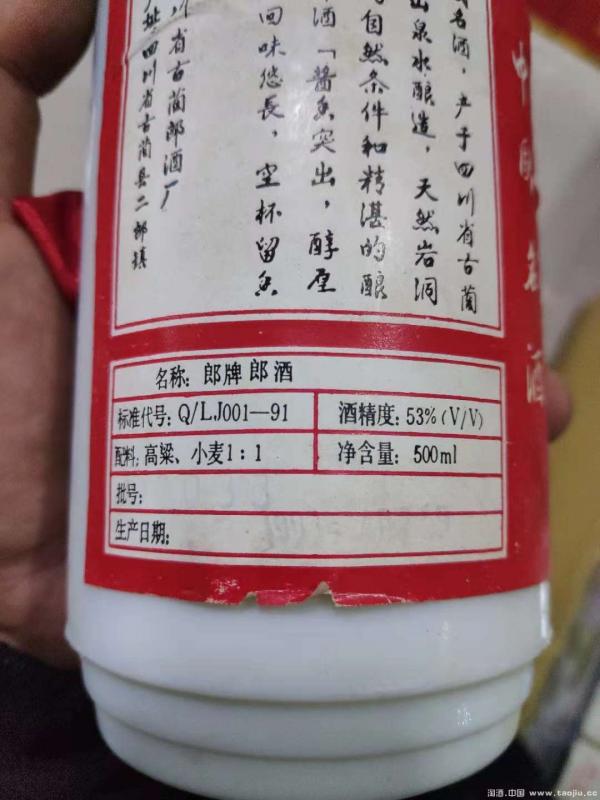 中国名酒
名酒，产于四川省古蔺
山泉水酿造，天然岩洞
自然条件和精湛的酿
酒「酱香突出，醇厚
回味悠長，空杯留香
川省古蔺郎酒厂
址四川省古蔺县二郎镇
名称: 郎牌郎酒
标准代号: Q/LJ001—91 酒精度: 53% (V/V)
配料: 高粱、小麦1:1 净含量: 500ml
批号:
生产日期:
淘酒.中国 www.taojiu.cc